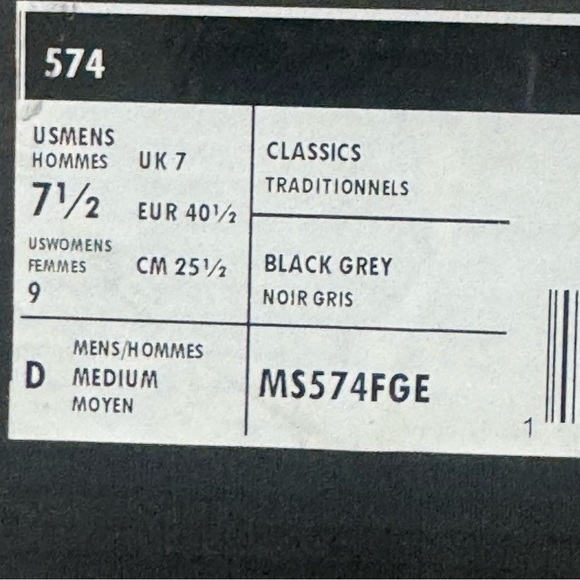 574
USMENS
HOMMES
7½
UK 7
EUR 40½
USWOMENS
FEMMES
9
CM 25½
CLASSICS
TRADITIONNELS
BLACK GREY
NOIR GRIS
D
MENS/HOMMES
MEDIUM
MOYEN
MS574FGE
1